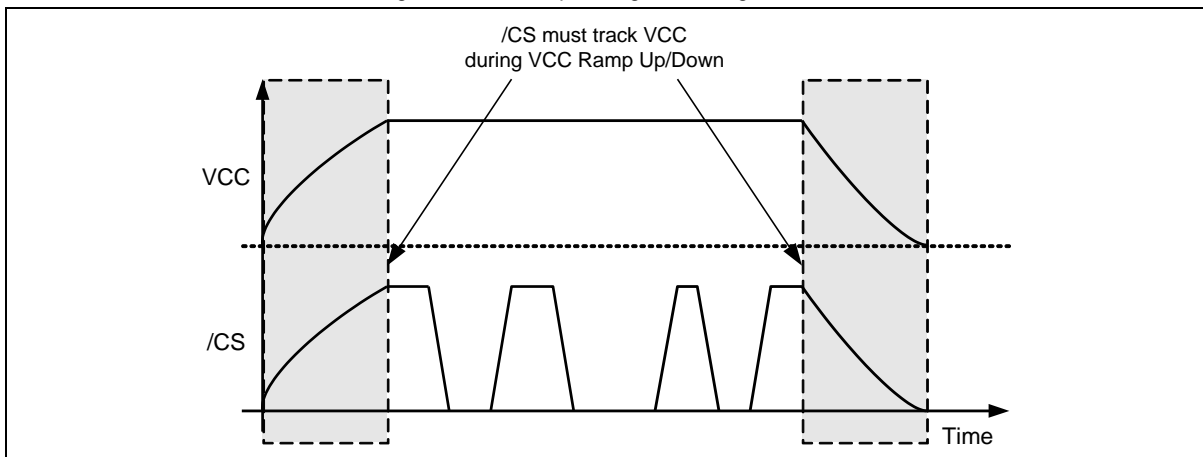 /CS must track VCC
during VCC Ramp Up/Down
VCC
/CS
Time